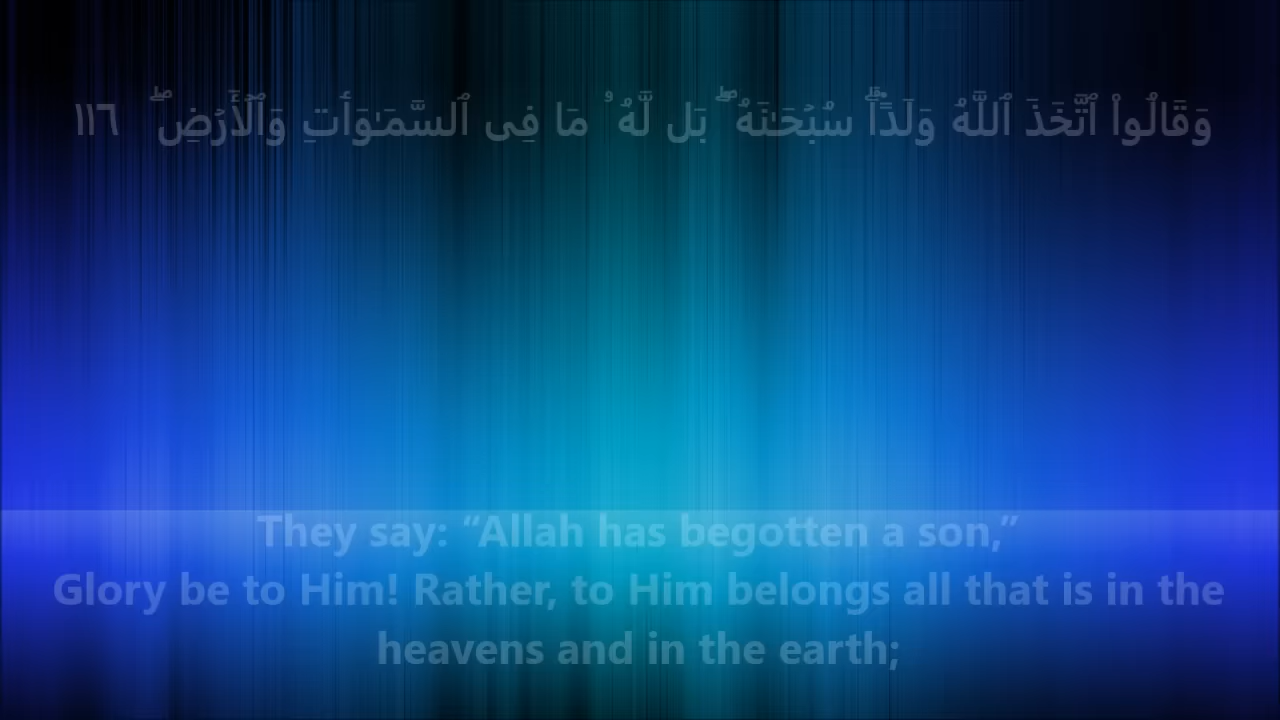 وَقَالُوا۟ ٱتَّخَذَ ٱللَّهُ وَلَدًۭا ۗ سُبْحَـٰنَهُۥ ۖ بَل لَّهُۥ مَا فِى ٱلسَّمَـٰوَٰتِ وَٱلْأَرْضِ ۖ ١١٦
They say: “Allah has begotten a son,”
Glory be to Him! Rather, to Him belongs all that is in the
heavens and in the earth;